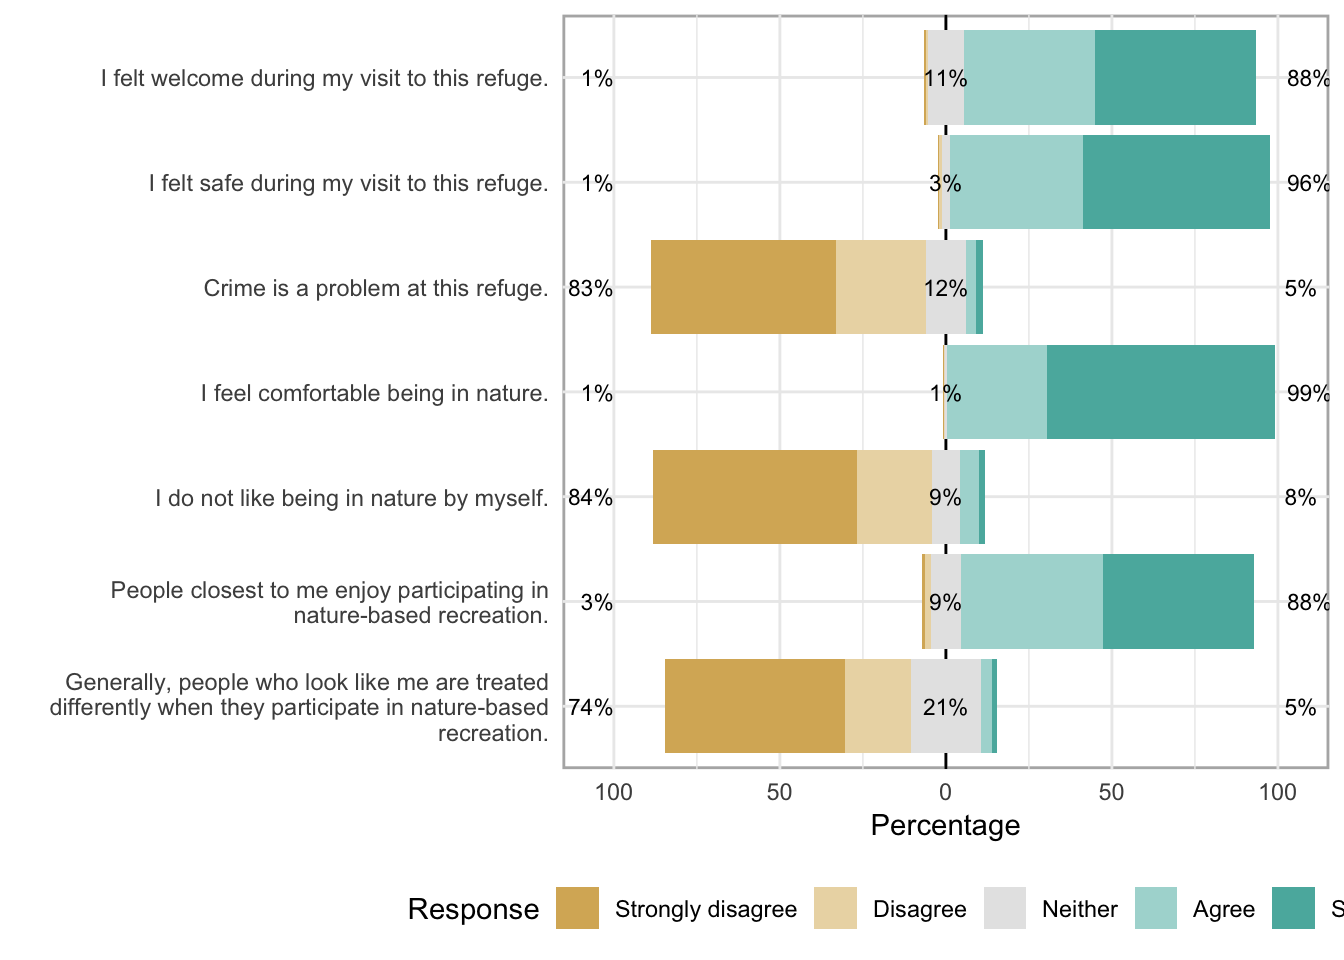 I felt welcome during my visit to this refuge. 1% 11% 88%
I felt safe during my visit to this refuge. 1% 3% 96%
Crime is a problem at this refuge. 83% 12% 5%
I feel comfortable being in nature. 1% 1% 99%
I do not like being in nature by myself. 84% 9% 8%
People closest to me enjoy participating in
nature-based recreation. 3% 9% 88%
Generally, people who look like me are treated
differently when they participate in nature-based
recreation. 74% 21% 5%
100 50 0 50 100
Percentage
Response Strongly disagree Disagree Neither Agree S